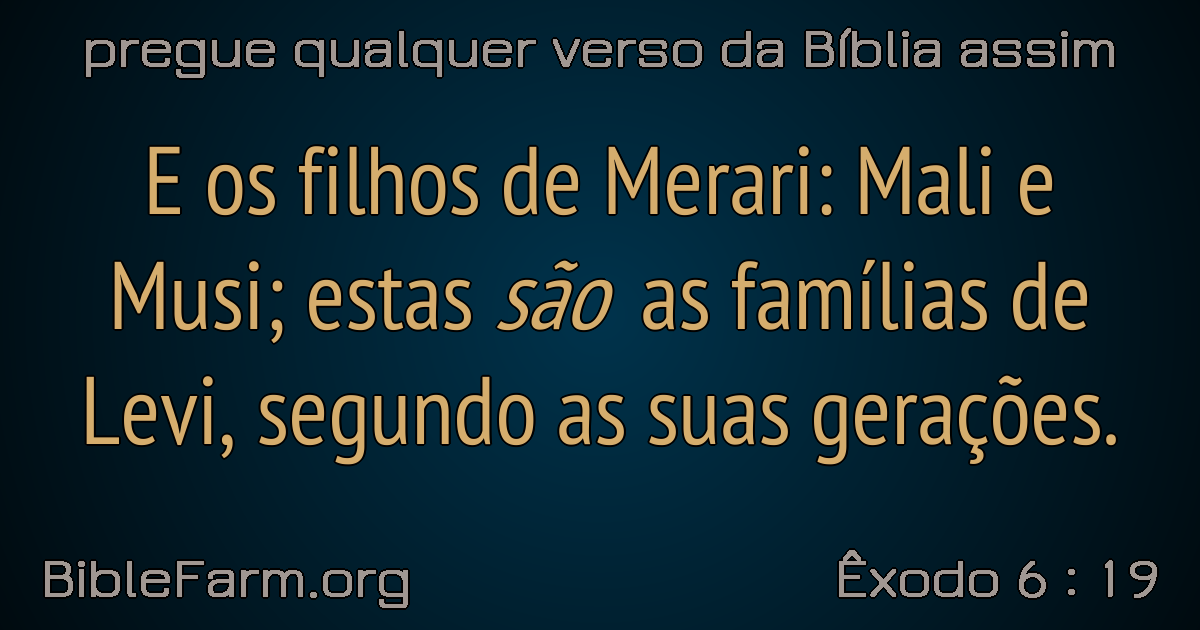 pregue qualquer verso da Bíblia assim
E os filhos de Merari: Mali e
Musi; estas são as famílias de
Levi, segundo as suas gerações.
BibleFarm.org
Êxodo 6 : 19